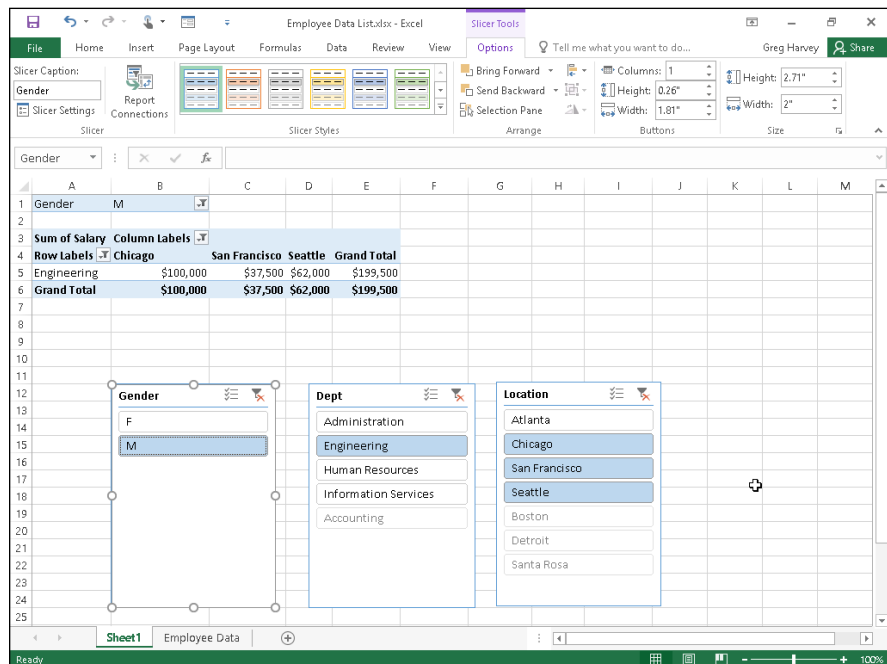 Employee Data List.xlsx - Excel
Slicer Tools
File Home Insert Page Layout Formulas Data Review View Options Tell me what you want to do... Greg Harvey Share
Slicer Caption:
Gender
Slicer Settings
Report
Connections
Slicer
Slicer Styles
Bring Forward
Send Backward
Selection Pane
Arrange
Columns: 1
Height: 0.26"
Width: 1.81"
Buttons
Height: 2.71"
Width: 2"
Size
Gender fx
A B C D E F G H I J K L M
1 Gender M
2
3 Sum of Salary Column Labels
4 Row Labels Chicago San Francisco Seattle Grand Total
5 Engineering $100,000 $37,500 $62,000 $199,500
6 Grand Total $100,000 $37,500 $62,000 $199,500
7
8
9
10
11
12
13
14
15
16
17
18
19
20
21
22
23
24
25
Gender
F
M
Dept
Administration
Engineering
Human Resources
Information Services
Accounting
Location
Atlanta
Chicago
San Francisco
Seattle
Boston
Detroit
Santa Rosa
Sheet1 Employee Data
Ready 100%